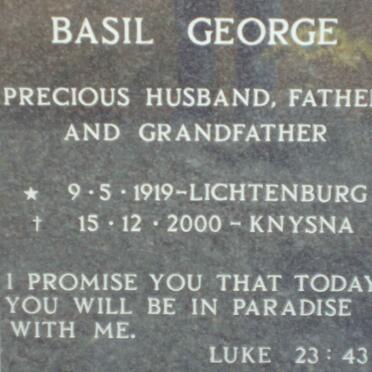 BASIL GEORGE
PRECIOUS HUSBAND, FATHER
AND GRANDFATHER
★ 9·5·1919-LICHTENBURG
† 15·12·2000-KNYSNA
I PROMISE YOU THAT TODAY
YOU WILL BE IN PARADISE
WITH ME.
LUKE 23:43